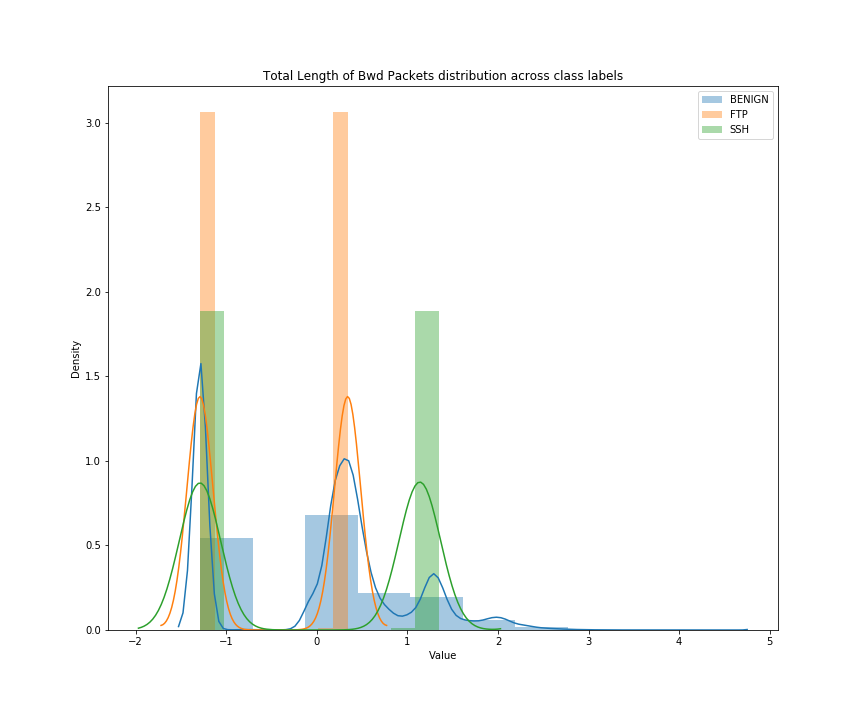 Total Length of Bwd Packets distribution across class labels
BENIGN
FTP
SSH
Density
3.0
2.5
2.0
1.5
1.0
0.5
0.0
−2 −1 0 1 2 3 4 5
Value